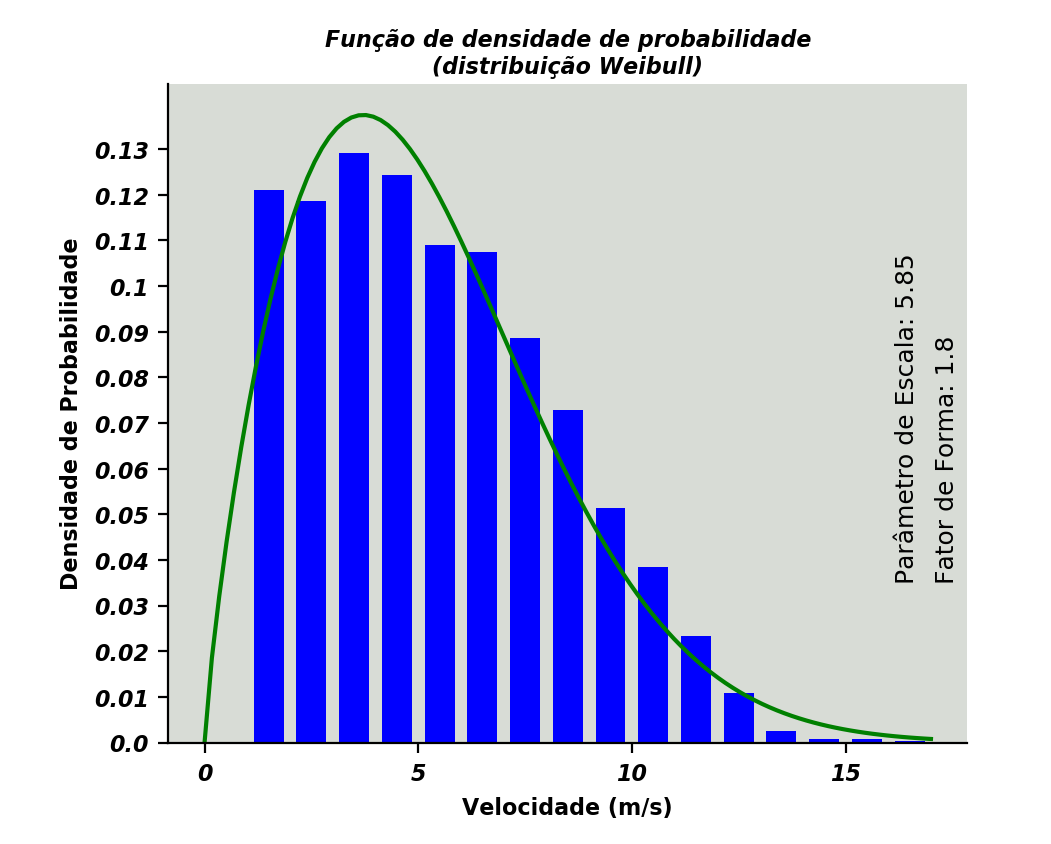 Função de densidade de probabilidade
(distribuição Weibull)
Densidade de Probabilidade
0.13
0.12
0.11
0.1
0.09
0.08
0.07
0.06
0.05
0.04
0.03
0.02
0.01
0.0
Parâmetro de Escala: 5.85
Fator de Forma: 1.8
0 5 10 15
Velocidade (m/s)